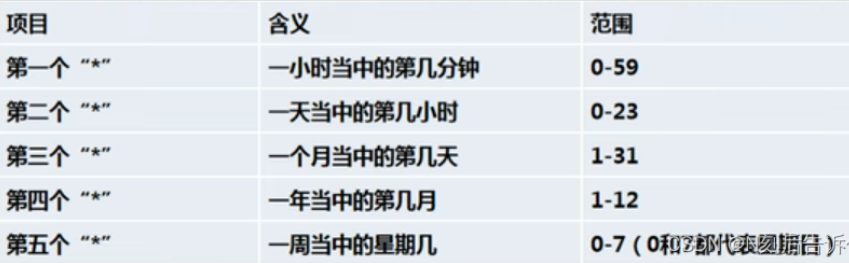 项目 含义 范围
第一个“*” 一小时当中的第几分钟 0-59
第二个“*” 一天当中的第几小时 0-23
第三个“*” 一个月当中的第几天 1-31
第四个“*” 一年当中的第几月 1-12
第五个“*” 一周当中的星期几 0-7（0和7都代表星期日）